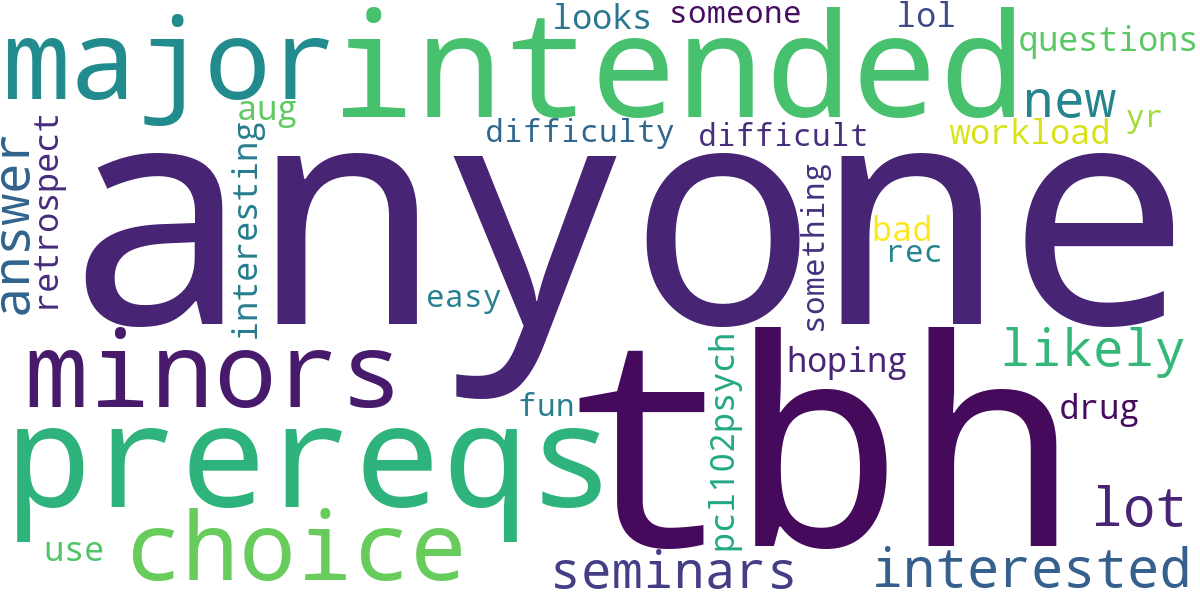 looks someone lol
major intended questions
aug new yr
difficulty difficult workload
answer retrospect interesting anyone something bad
rec
easy
minors likely
hoping
fun tbh pcl102psych drug
prereqs
choice lot
use seminars interested